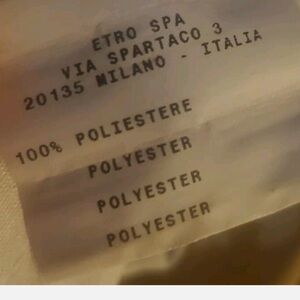 ETRO SPA
VIA SPARTACO 3
20135 MILANO - ITALIA
100% POLIESTERE
POLYESTER
POLYESTER
POLYESTER